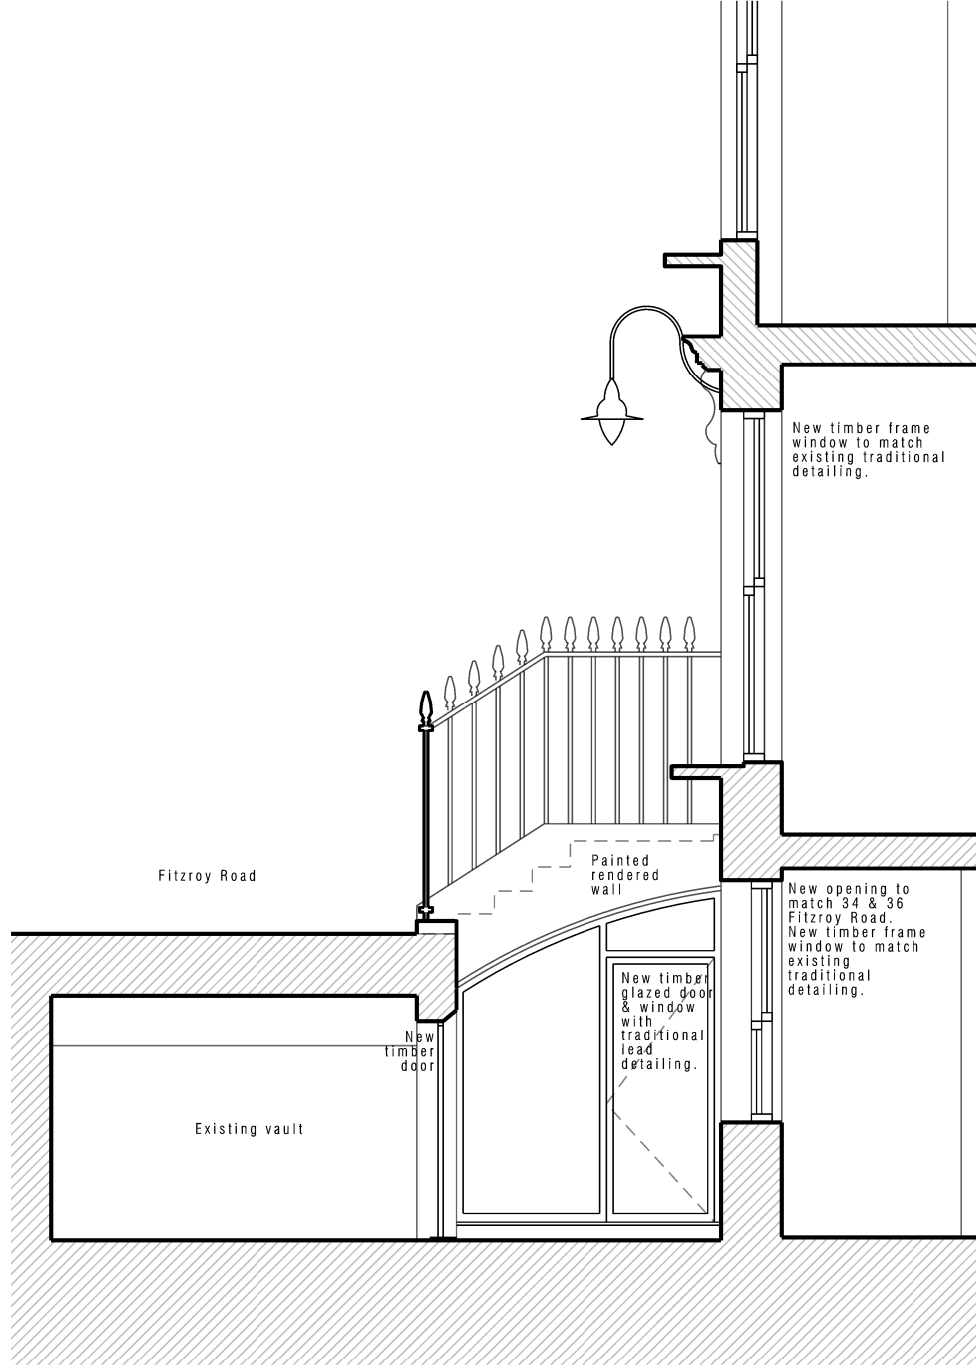 New timber frame
window to match
existing traditional
detailing.
Fitzroy Road
Painted
rendered
wall
New opening to
match 34 & 36
Fitzroy Road.
New timber frame
window to match
existing
traditional
detailing.
New timber
glazed door
& window
with
traditional
lead
detailing.
New
timber
door
Existing vault